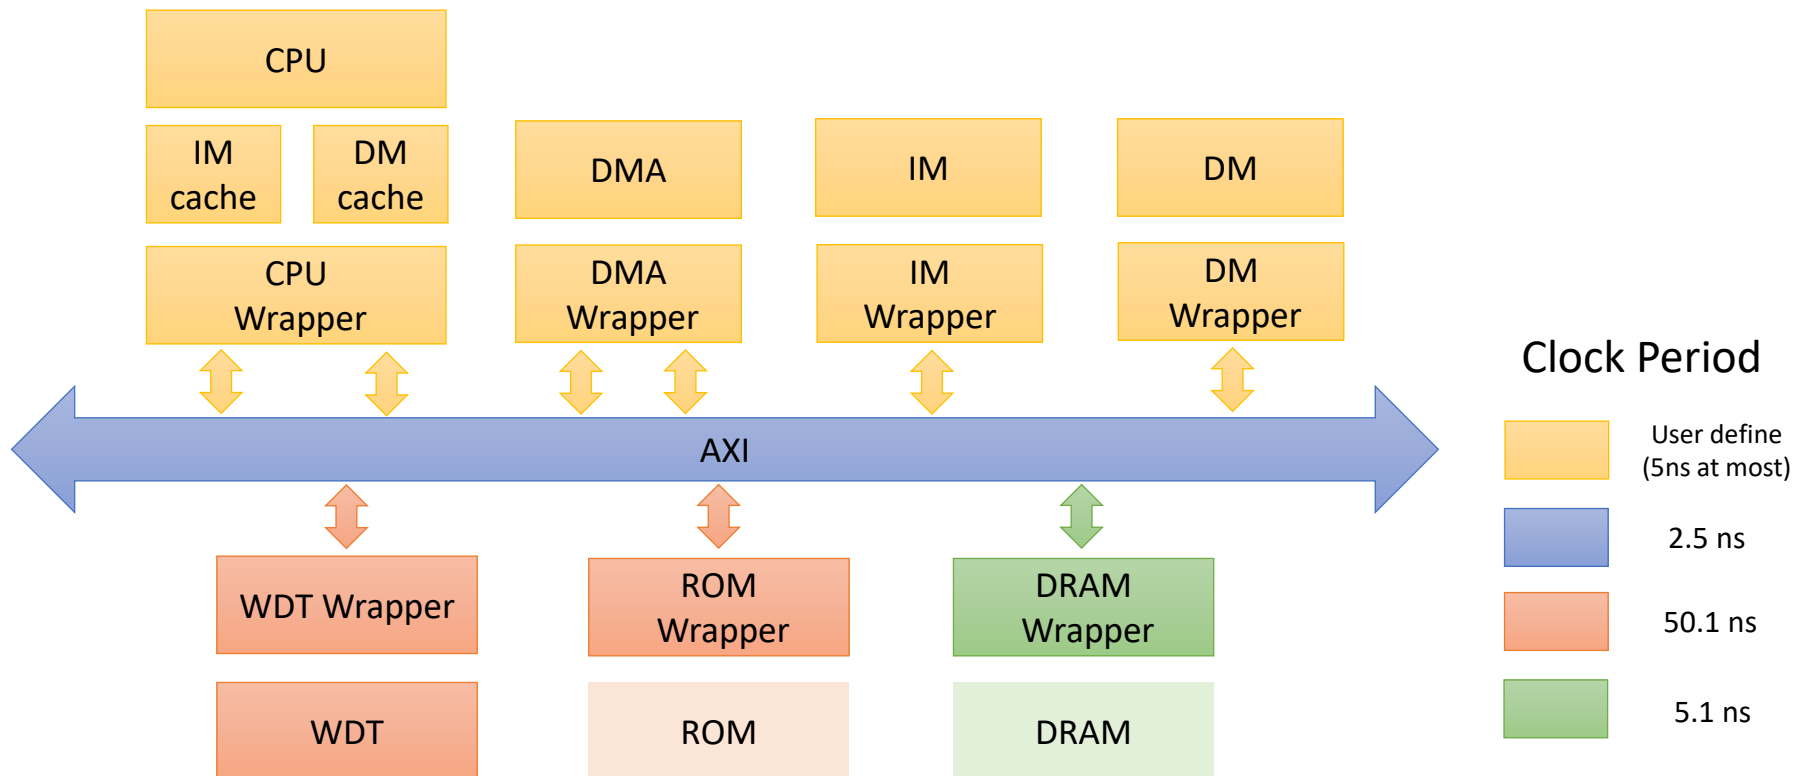 CPU
IM
cache
DM
cache
DMA
IM
DM
CPU
Wrapper
DMA
Wrapper
IM
Wrapper
DM
Wrapper
AXI
WDT Wrapper
ROM
Wrapper
DRAM
Wrapper
WDT
ROM
DRAM
Clock Period
User define
(5ns at most)
2.5 ns
50.1 ns
5.1 ns